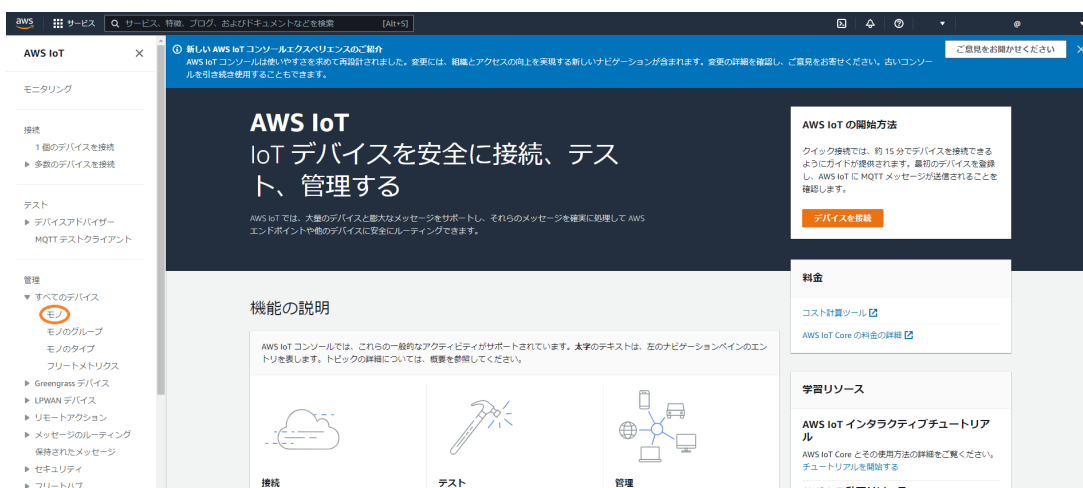 aws サービス サービス、特徴、ブログ、およびドキュメントなどを検索 [Alt+S] @
AWS IoT
モニタリング
接続
1 個のデバイスを接続
多数のデバイスを接続
テスト
デバイスアドバイザー
MQTT テストクライアント
管理
すべてのデバイス
モノ
モノのグループ
モノのタイプ
フリートメトリクス
Greengrass デバイス
LPWAN デバイス
リモートアクション
メッセージのルーティング
保持されたメッセージ
セキュリティ
フリートハブ
新しい AWS IoT コンソールエクスペリエンスのご紹介
AWS IoT コンソールは使いやすさを求めて再設計されました。変更には、組織とアクセスの向上を実現する新しいナビゲーションが含まれます。変更の詳細を確認し、ご意見をお寄せください。古いコンソー
ルを引き続き使用することもできます。
ご意見をお聞かせください
AWS IoT
IoT デバイスを安全に接続、テス
ト、管理する
AWS IoT では、大量のデバイスと膨大なメッセージをサポートし、それらのメッセージを確実に処理して AWS
エンドポイントや他のデバイスに安全にルーティングできます。
AWS IoT の開始方法
クイック接続では、約 15 分でデバイスを接続できる
ようにガイドが提供されます。最初のデバイスを登録
し、AWS IoT に MQTT メッセージが送信されることを
確認します。
デバイスを接続
料金
コスト計算ツール
AWS IoT Core の料金の詳細
機能の説明
AWS IoT コンソールでは、これらの一般的なアクティビティがサポートされています。太字のテキストは、左のナビゲーションペインのエン
トリを表します。トピックの詳細については、概要を参照してください。
接続
テスト
管理
学習リソース
AWS IoT インタラクティブチュートリア
ル
AWS IoT Core とその使用方法の詳細をご覧ください。
チュートリアルを開始する